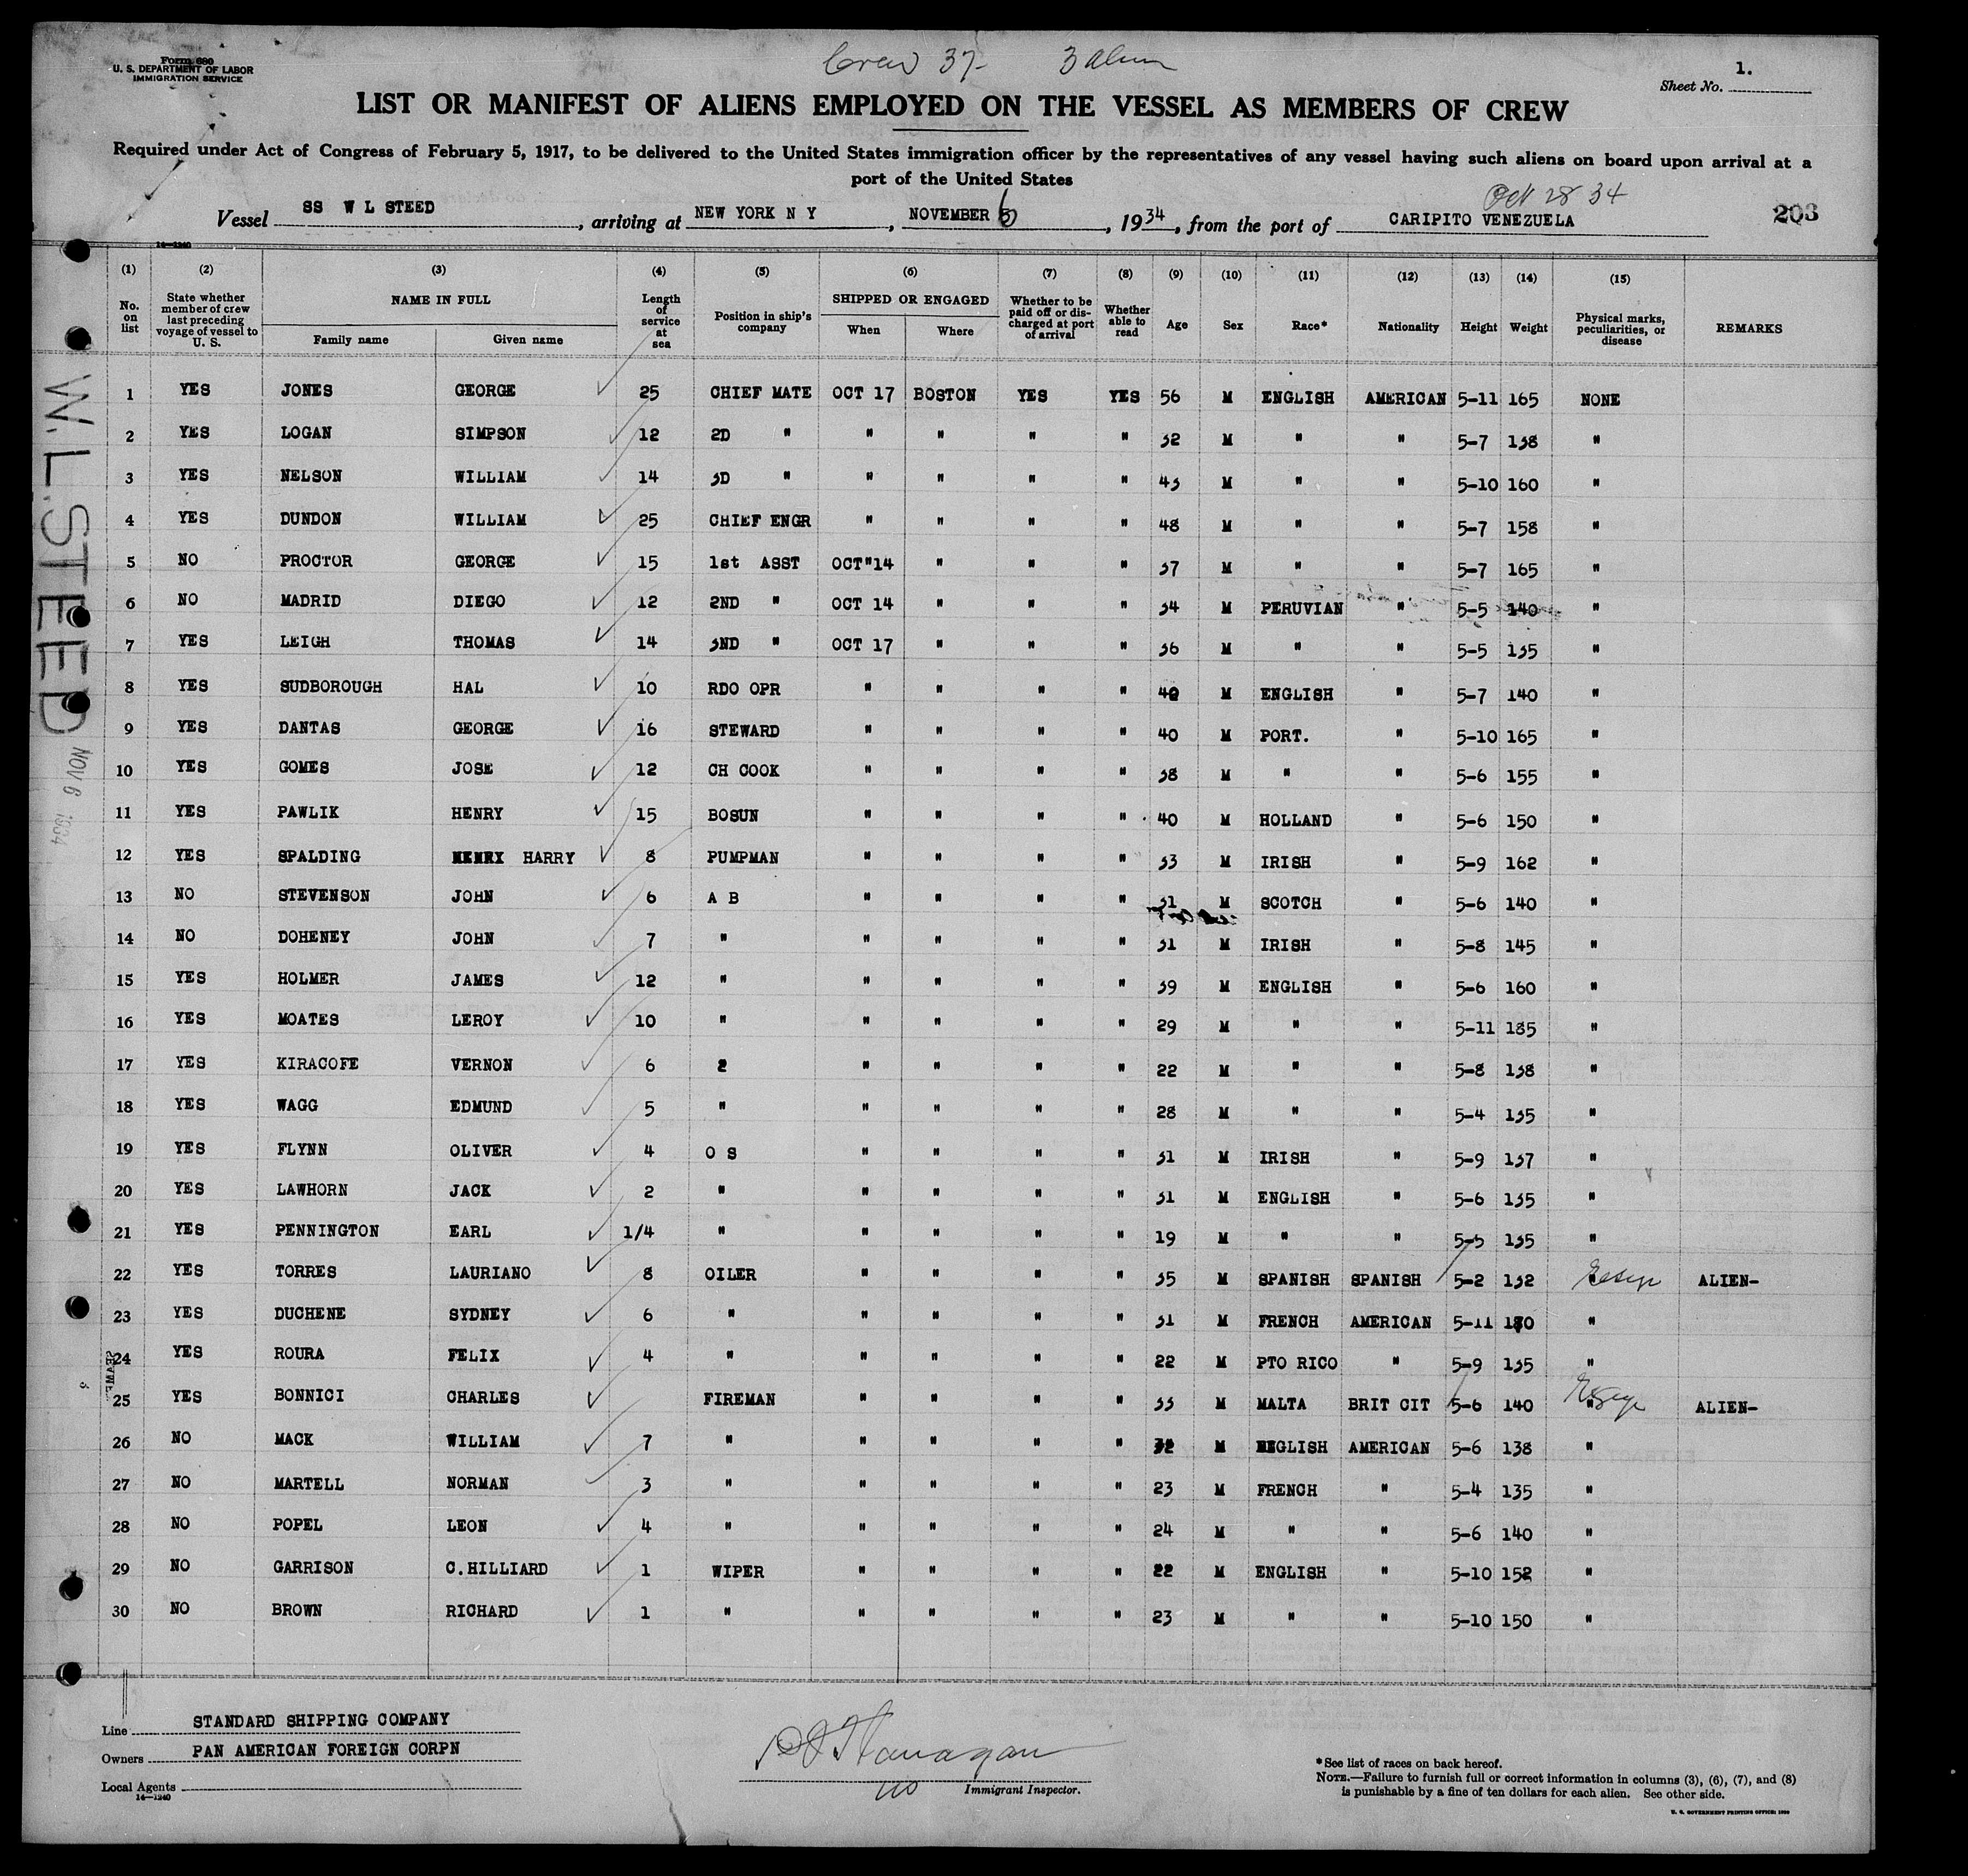 Crew 37- 3 alien
Form 680
U. S. DEPARTMENT OF LABOR
IMMIGRATION SERVICE
1.
Sheet No.
LIST OR MANIFEST OF ALIENS EMPLOYED ON THE VESSEL AS MEMBERS OF CREW
Required under Act of Congress of February 5, 1917, to be delivered to the United States immigration officer by the representatives of any vessel having such aliens on board upon arrival at a
port of the United States
Oct 28 34
Vessel SS W L STEED, arriving at NEW YORK N Y, NOVEMBER 6, 1934, from the port of CARIPITO VENEZUELA 203
14—1240
(1) (2) (3) (4) (5) (6) (7) (8) (9) (10) (11) (12) (13) (14) (15)
No. on list State whether member of crew last preceding voyage of vessel to U. S. NAME IN FULL Family name Given name Length of service at sea Position in ship's company SHIPPED OR ENGAGED When Where Whether to be paid off or discharged at port of arrival Whether able to read Age Sex Race* Nationality Height Weight Physical marks, peculiarities, or disease REMARKS
1 YES JONES GEORGE 25 CHIEF MATE OCT 17 BOSTON YES YES 56 M ENGLISH AMERICAN 5-11 165 NONE
2 YES LOGAN SIMPSON 12 2D " " " " " 32 M " " 5-7 138 "
3 YES NELSON WILLIAM 14 3D " " " " " 43 M " " 5-10 160 "
4 YES DUNDON WILLIAM 25 CHIEF ENGR " " " " 48 M " " 5-7 158 "
5 NO PROCTOR GEORGE 15 1st ASST OCT"14 " " " 37 M " " 5-7 165 "
6 NO MADRID DIEGO 12 2ND " OCT 14 " " " 34 M PERUVIAN " 5-5 140 "
7 YES LEIGH THOMAS 14 3ND " OCT 17 " " " 36 M " " 5-5 135 "
8 YES SUDBOROUGH HAL 10 RDO OPR " " " " 40 M ENGLISH " 5-7 140 "
9 YES DANTAS GEORGE 16 STEWARD " " " " 40 M PORT. " 5-10 165 "
10 YES GOMES JOSE 12 CH COOK " " " " 38 M " " 5-6 155 "
11 YES PAWLIK HENRY 15 BOSUN " " " " 40 M HOLLAND " 5-6 150 "
12 YES SPALDING HENRY HARRY 8 PUMPMAN " " " " 33 M IRISH " 5-9 162 "
13 NO STEVENSON JOHN 6 A B " " " " 31 M SCOTCH " 5-6 140 "
14 NO DOHENEY JOHN 7 " " " " " 31 M IRISH " 5-8 145 "
15 YES HOLMER JAMES 12 " " " " " 39 M ENGLISH " 5-6 160 "
16 YES MOATES LEROY 10 " " " " " 29 M " " 5-11 185 "
17 YES KIRACOFE VERNON 6 2 " " " " 22 M " " 5-8 138 "
18 YES WAGG EDMUND 5 " " " " " 28 M " " 5-4 135 "
19 YES FLYNN OLIVER 4 O S " " " " 31 M IRISH " 5-9 137 "
20 YES LAWHORN JACK 2 " " " " " 31 M ENGLISH " 5-6 135 "
21 YES PENNINGTON EARL 1/4 " " " " " 19 M " " 5-5 135 "
22 YES TORRES LAURIANO 8 OILER " " " " 35 M SPANISH SPANISH 5-2 132 ALIEN-
23 YES DUCHENE SYDNEY 6 " " " " " 31 M FRENCH AMERICAN 5-11 180 "
24 YES ROURA FELIX 4 " " " " " 22 M PTO RICO " 5-9 135 "
25 YES BONNICI CHARLES FIREMAN " " " " 33 M MALTA BRIT CIT 5-6 140 " ALIEN-
26 NO MACK WILLIAM 7 " " " " " 32 M ENGLISH AMERICAN 5-6 138 "
27 NO MARTELL NORMAN 3 " " " " " 23 M FRENCH " 5-4 135 "
28 NO POPEL LEON 4 " " " " " 24 M " " 5-6 140 "
29 NO GARRISON C.HILLIARD 1 WIPER " " " " 22 M ENGLISH " 5-10 152 "
30 NO BROWN RICHARD 1 " " " " " 23 M " " 5-10 150 "
W.L.STEED
NOV 6 1934
Line STANDARD SHIPPING COMPANY
Owners PAN AMERICAN FOREIGN CORPN
Local Agents
14—1240
Flanagan
Immigrant Inspector.
*See list of races on back hereof.
NOTE.—Failure to furnish full or correct information in columns (3), (6), (7), and (8)
is punishable by a fine of ten dollars for each alien. See other side.
U. S. GOVERNMENT PRINTING OFFICE: 1930